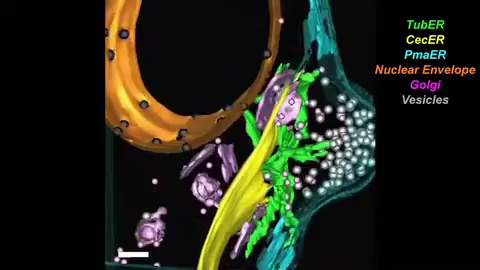 TubER
CecER
PmaER
Nuclear Envelope
Golgi
Vesicles